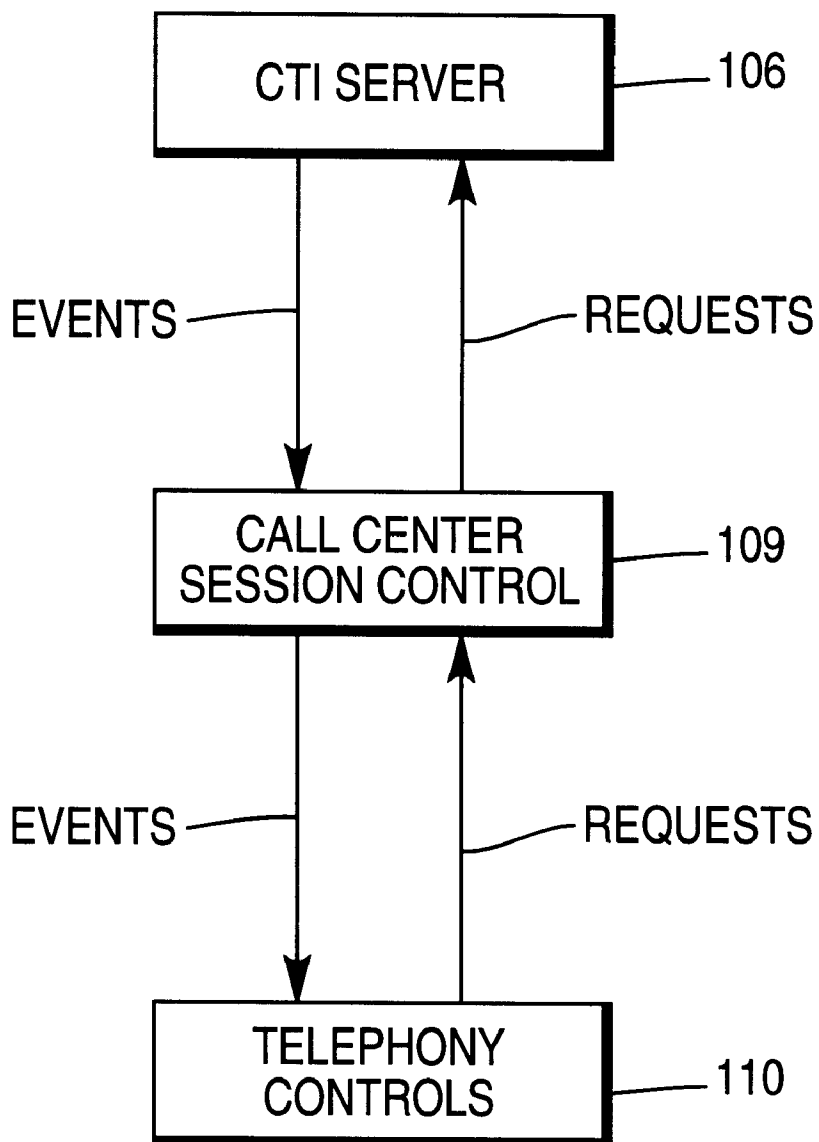 CTI SERVER
106
EVENTS
REQUESTS
CALL CENTER
SESSION CONTROL
109
EVENTS
REQUESTS
TELEPHONY
CONTROLS
110